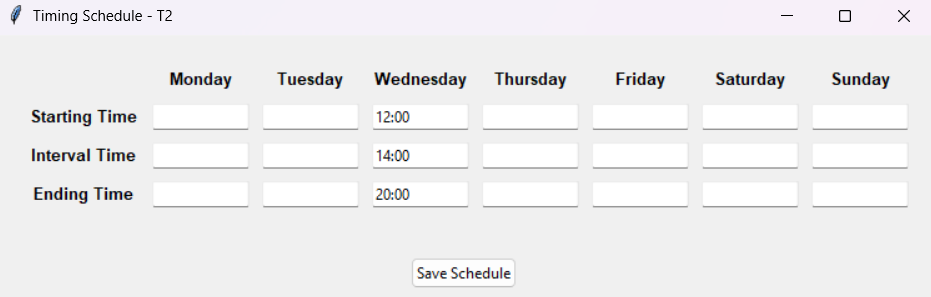 Timing Schedule - T2
Monday Tuesday Wednesday Thursday Friday Saturday Sunday
Starting Time 12:00
Interval Time 14:00
Ending Time 20:00
Save Schedule